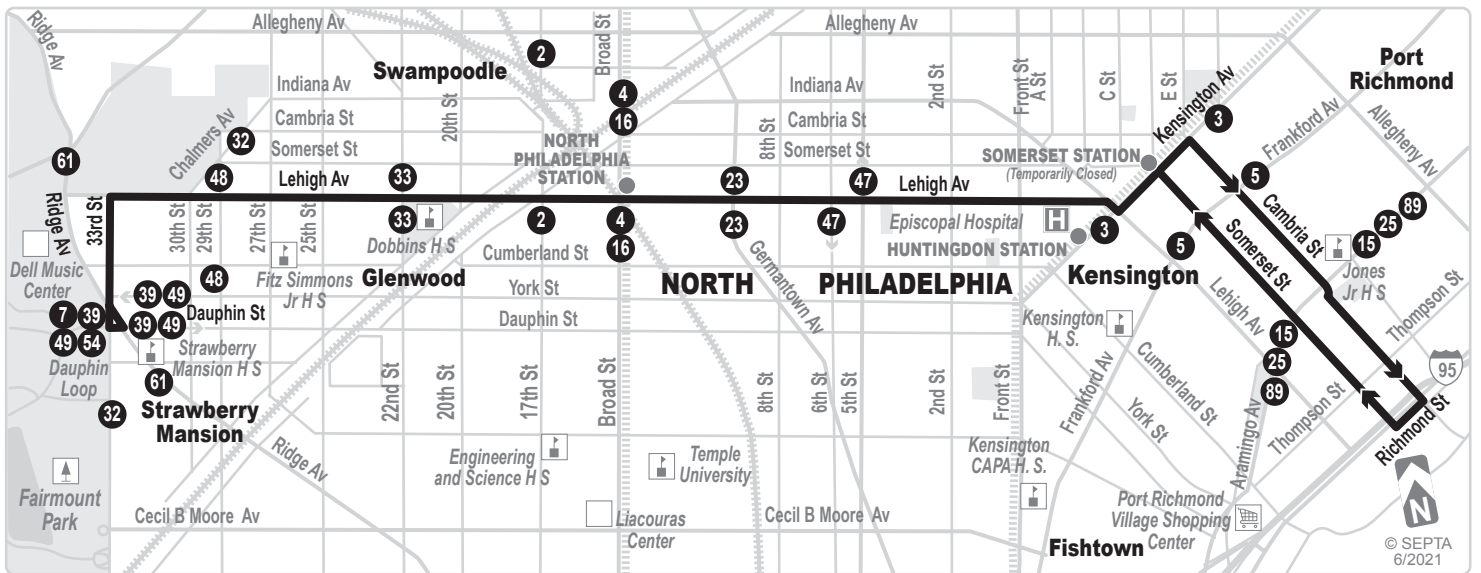 Ridge Av
Allegheny Av
Broad St
Allegheny Av
Port
Richmond
Swampoodle
2
Indiana Av
4
Indiana Av
2nd St
Front St
A St
C St
E St
Kensington Av
3
Frankford Av
Allegheny Av
Chalmers Av
32
Cambria St
20th St
16
8th St
Cambria St
Somerset St
NORTH
PHILADELPHIA
STATION
Somerset St
SOMERSET STATION
(Temporarily Closed)
61
48
Lehigh Av
33
23
47
Lehigh Av
5
Cambria St
Ridge Av
33rd St
30th St
29th St
27th St
25th St
33
Dobbins H S
2
4
16
23
47
Episcopal Hospital
H
3
HUNTINGDON STATION
5
Somerset St
15
25
89
Jones
Jr H S
Dell Music
Center
48
Fitz Simmons
Jr H S
Glenwood
Cumberland St
Germantown Av
NORTH
PHILADELPHIA
Kensington
39
49
York St
Lehigh Av
Thompson St
7
39
Dauphin St
39
49
Dauphin St
49
54
Dauphin
Loop
Strawberry
Mansion H S
Kensington
H. S.
15
25
89
95
61
32
Strawberry
Mansion
22nd St
20th St
17th St
Broad St
8th St
6th St
5th St
2nd St
Front St
Frankford Av
Cumberland St
York St
Aramingo Av
Thompson St
Richmond St
Ridge Av
Engineering
and Science H S
Temple
University
Kensington
CAPA H. S.
Fairmount
Park
Cecil B Moore Av
Liacouras
Center
Cecil B Moore Av
Port Richmond
Village Shopping
Center
Fishtown
N
© SEPTA
6/2021